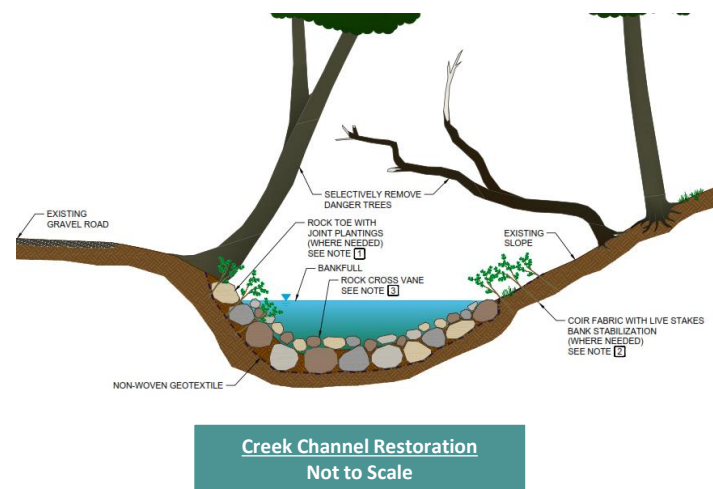 SELECTIVELY REMOVE
DANGER TREES
EXISTING
GRAVEL ROAD
ROCK TOE WITH
JOINT PLANTINGS
(WHERE NEEDED)
SEE NOTE 1
EXISTING
SLOPE
BANKFULL
ROCK CROSS VANE
SEE NOTE 3
COIR FABRIC WITH LIVE STAKES
BANK STABILIZATION
(WHERE NEEDED)
SEE NOTE 2
NON-WOVEN GEOTEXTILE
Creek Channel Restoration
Not to Scale